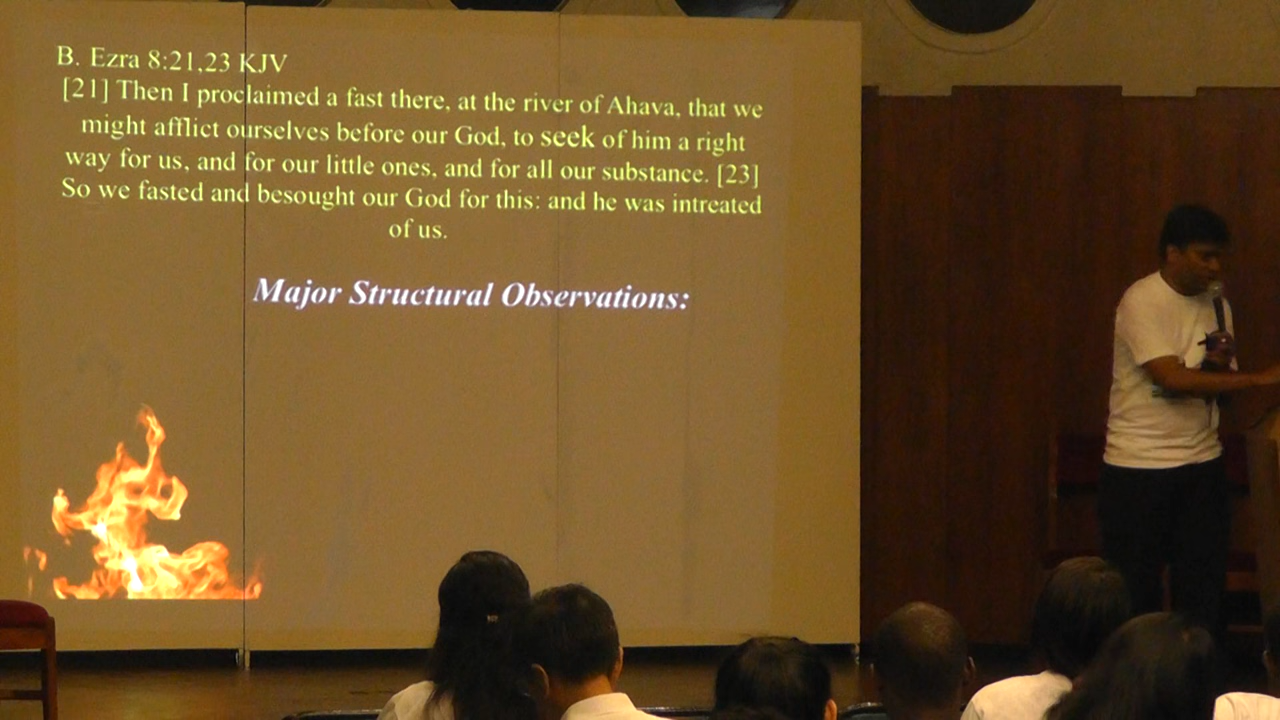 B. Ezra 8:21,23 KJV
[21] Then I proclaimed a fast there, at the river of Ahava, that we
might afflict ourselves before our God, to seek of him a right
way for us, and for our little ones, and for all our substance. [23]
So we fasted and besought our God for this: and he was intreated
of us.
Major Structural Observations: